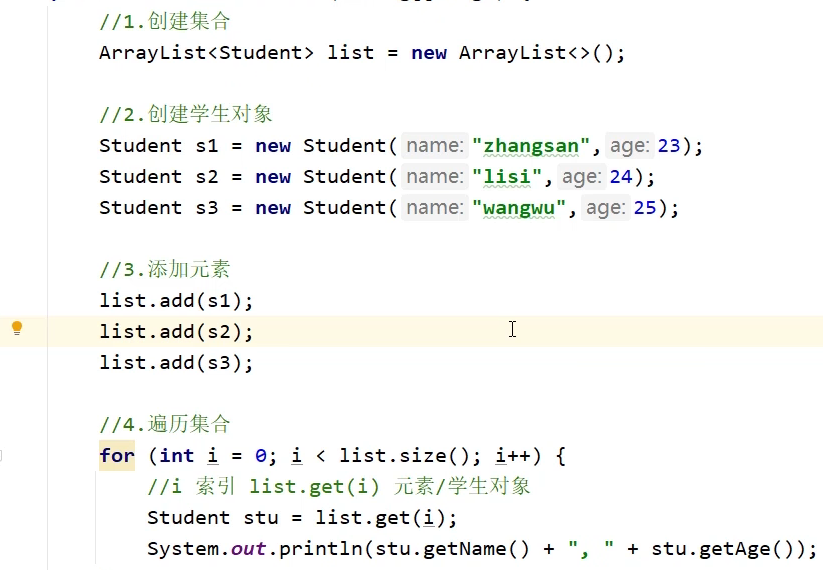 //1.创建集合
ArrayList<Student> list = new ArrayList<>();
//2.创建学生对象
Student s1 = new Student( name: "zhangsan", age: 23);
Student s2 = new Student( name: "lisi", age: 24);
Student s3 = new Student( name: "wangwu", age: 25);
//3.添加元素
list.add(s1);
list.add(s2);
list.add(s3);
//4.遍历集合
for (int i = 0; i < list.size(); i++) {
//i 索引 list.get(i) 元素/学生对象
Student stu = list.get(i);
System.out.println(stu.getName() + ", " + stu.getAge());